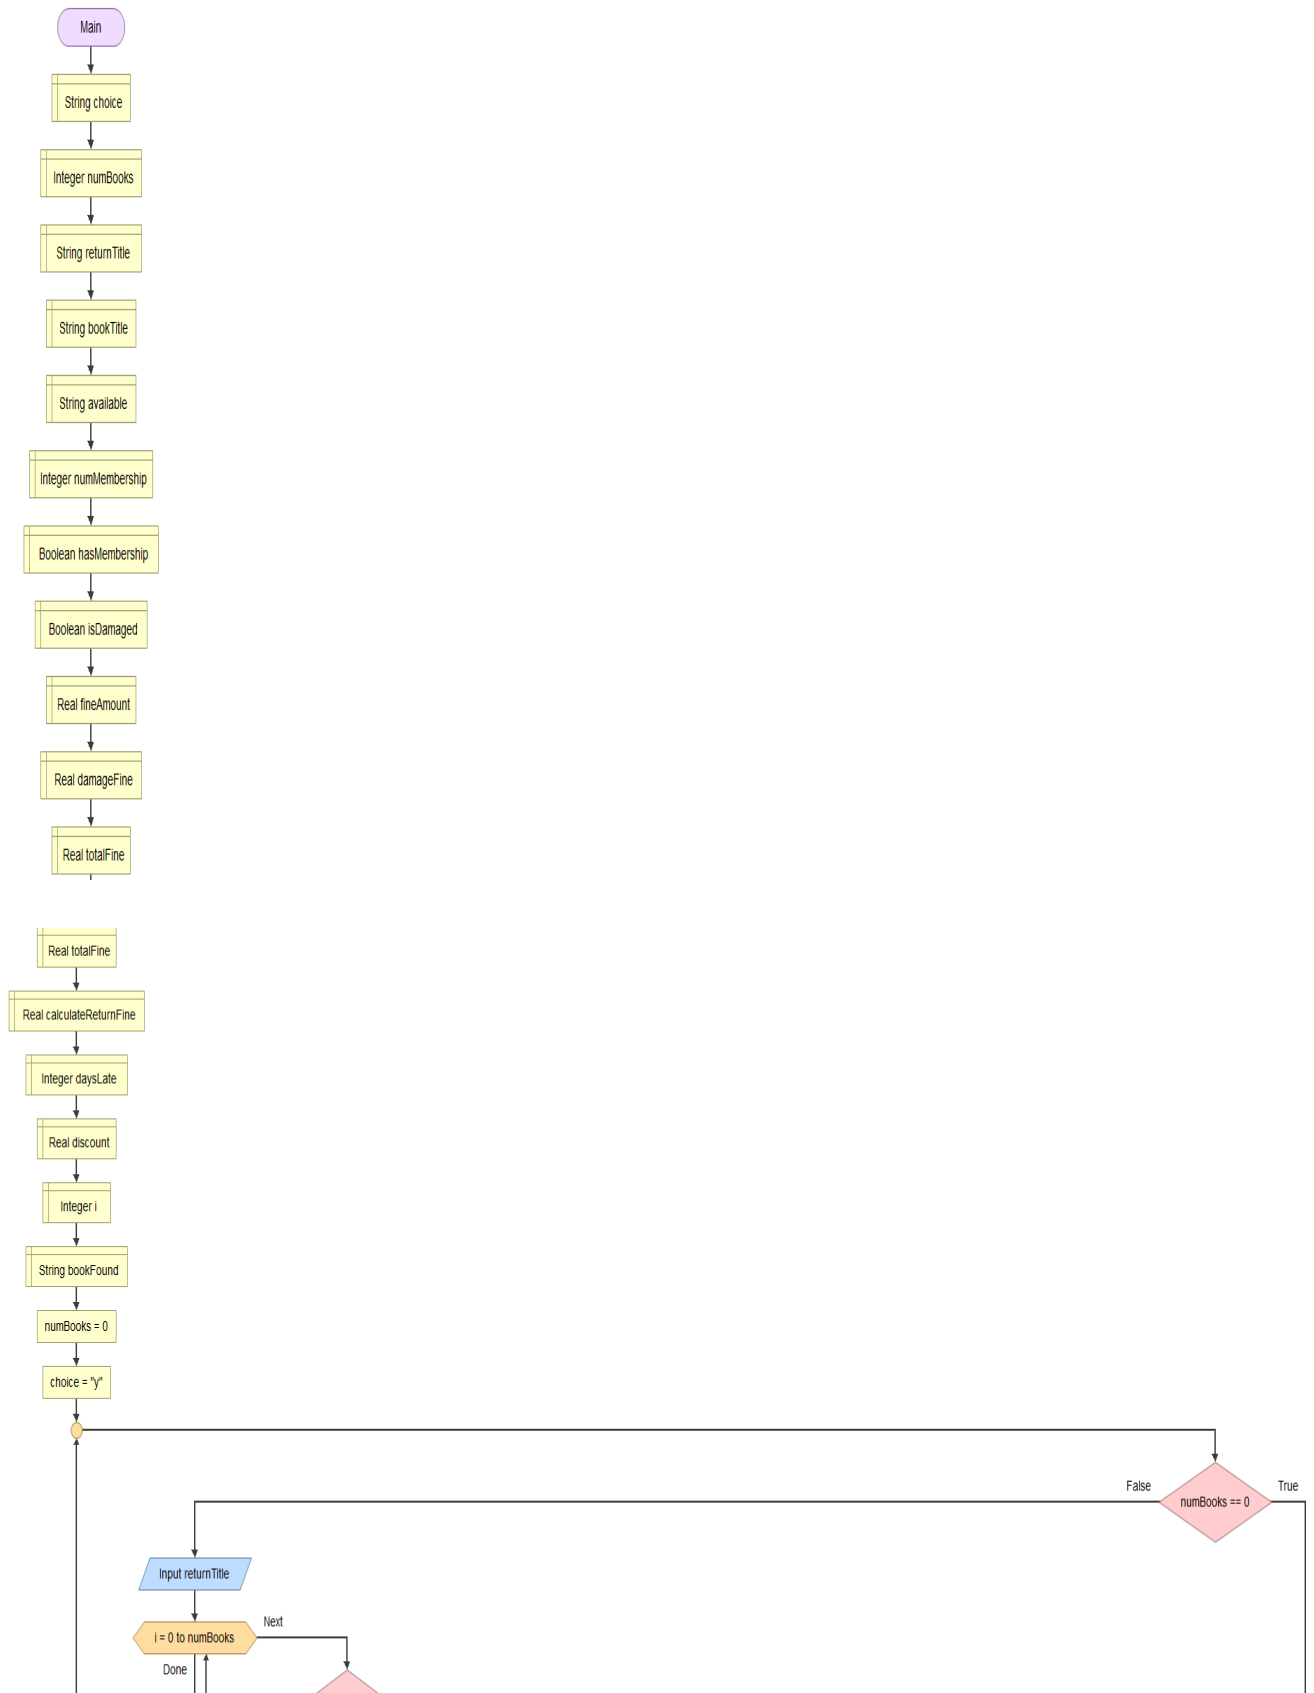 Main
String choice
Integer numBooks
String returnTitle
String bookTitle
String available
Integer numMembership
Boolean hasMembership
Boolean isDamaged
Real fineAmount
Real damageFine
Real totalFine
Real totalFine
Real calculateReturnFine
Integer daysLate
Real discount
Integer i
String bookFound
numBooks = 0
choice = "y"
False
True
numBooks == 0
Input returnTitle
Next
i = 0 to numBooks
Done